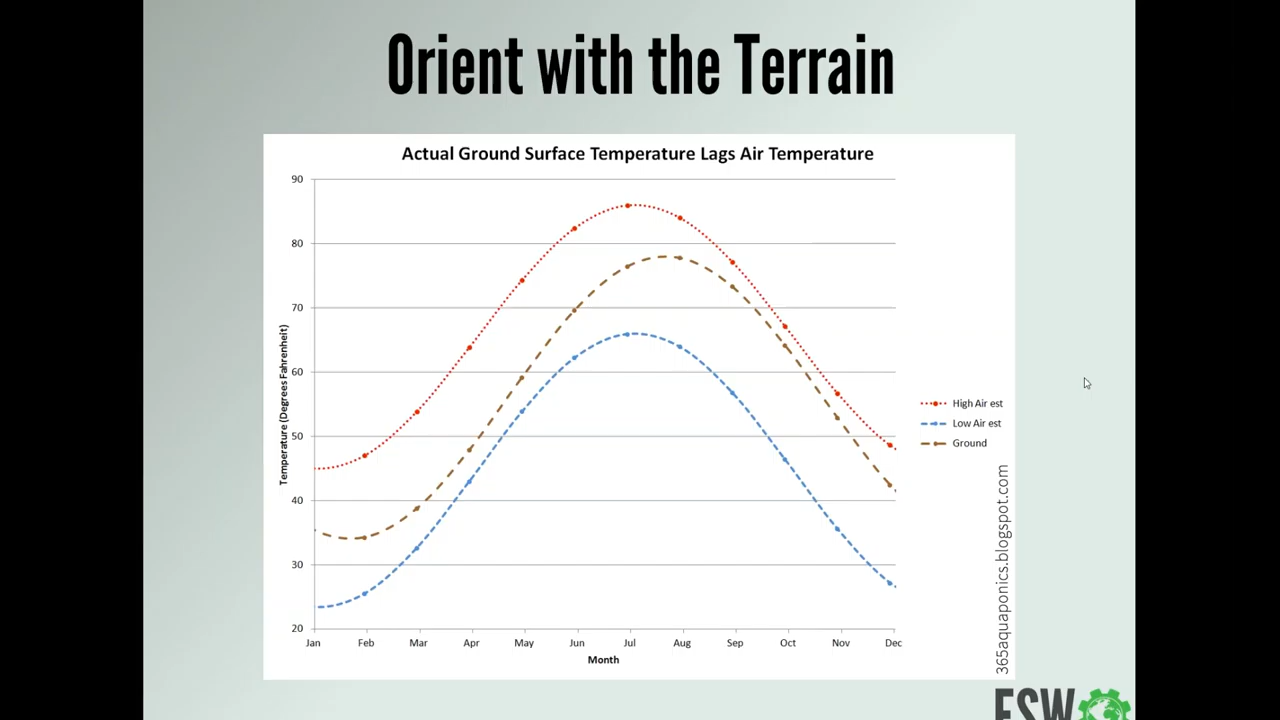 Orient with the Terrain
Actual Ground Surface Temperature Lags Air Temperature
90
80
70
60
50
40
30
20
Temperature (Degrees Fahrenheit)
Jan Feb Mar Apr May Jun Jul Aug Sep Oct Nov Dec
Month
High Air est
Low Air est
Ground
365aquaponics.blogspot.com
ESW